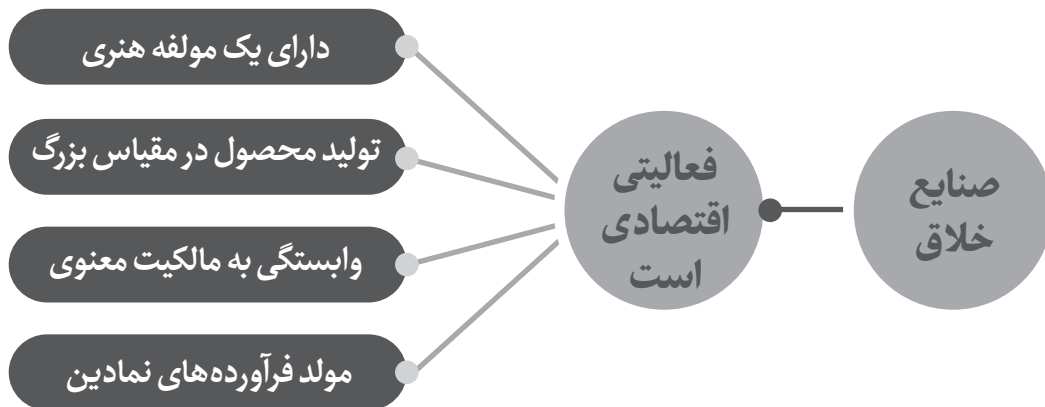 صنایع
خلاق
فعالیتی
اقتصادی
است
دارای یک مولفه هنری
تولید محصول در مقیاس بزرگ
وابستگی به مالکیت معنوی
مولد فرآورده‌های نمادین